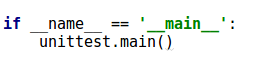 if __name__ == '__main__':
    unittest.main()